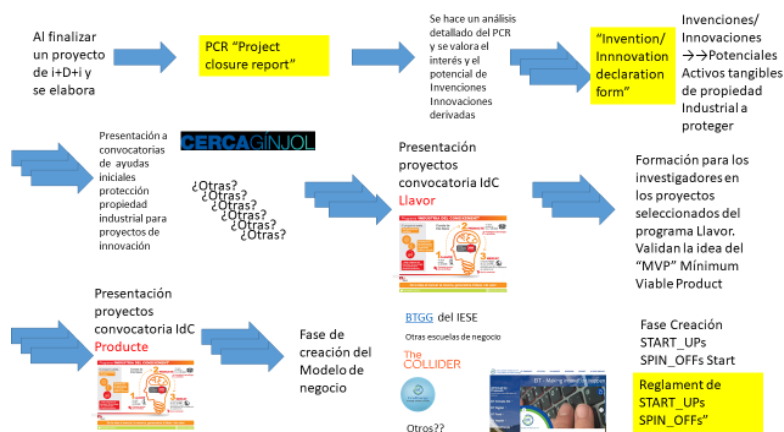 Al finalizar
un proyecto
de i+D+i y
se elabora
PCR “Project
closure report”
Se hace un análisis
detallado del PCR
y se valora el
interés y el
potencial de
Invenciones
Innovaciones
derivadas
“Invention/
Innnovation
declaration
form”
Invenciones/
Innovaciones
→→Potenciales
Activos tangibles
de propiedad
Industrial a
proteger
Presentación a
convocatorias
de ayudas
iniciales
protección
propiedad
industrial para
proyectos de
innovación
CERCAGÍNJOL
¿Otras?
¿Otras?
¿Otras?
¿Otras?
¿Otras?
¿Otras?
Presentación
proyectos
convocatoria IdC
Llavor
Formación para los
investigadores en
los proyectos
seleccionados del
programa Llavor.
Validan la idea del
“MVP” Mínimum
Viable Product
Presentación
proyectos
convocatoria IdC
Producte
Fase de
creación del
Modelo de
negocio
BTGG del IESE
Otras escuelas de negocio
The
COLLIDER
Otros??
Fase Creación
START_UPs
SPIN_OFFs Start
Reglament de
START_UPs
SPIN_OFFs”